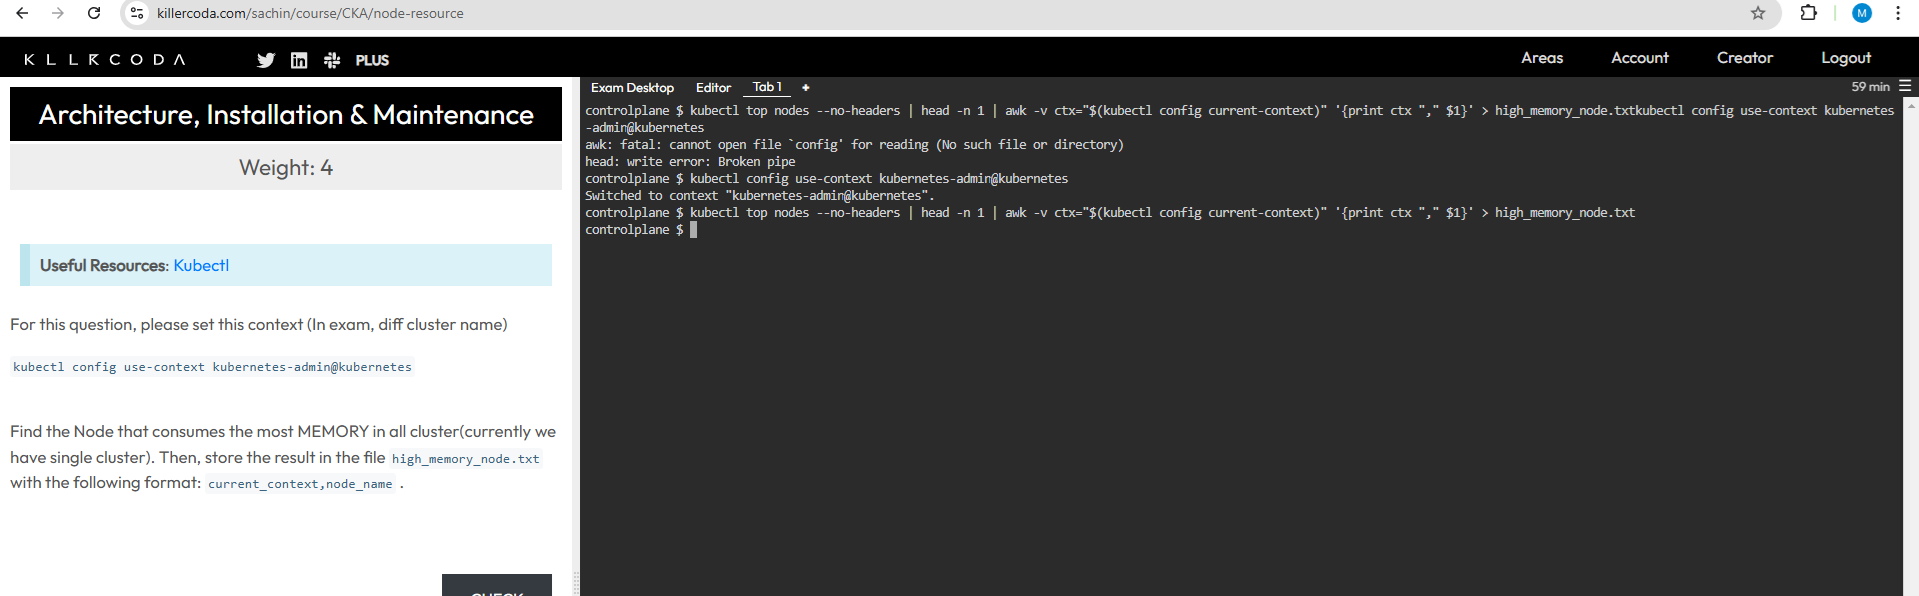 killercoda.com/sachin/course/CKA/node-resource
M
KLLRCODA
PLUS
Areas
Account
Creator
Logout
Architecture, Installation & Maintenance
Weight: 4
Useful Resources: Kubectl
For this question, please set this context (In exam, diff cluster name)
kubectl config use-context kubernetes-admin@kubernetes
Find the Node that consumes the most MEMORY in all cluster(currently we
have single cluster). Then, store the result in the file high_memory_node.txt
with the following format: current_context,node_name .
CHECK
Exam Desktop
Editor
Tab 1
+
59 min
controlplane $ kubectl top nodes --no-headers | head -n 1 | awk -v ctx="$(kubectl config current-context)" '{print ctx "," $1}' > high_memory_node.txtkubectl config use-context kubernetes
-admin@kubernetes
awk: fatal: cannot open file `config' for reading (No such file or directory)
head: write error: Broken pipe
controlplane $ kubectl config use-context kubernetes-admin@kubernetes
Switched to context "kubernetes-admin@kubernetes".
controlplane $ kubectl top nodes --no-headers | head -n 1 | awk -v ctx="$(kubectl config current-context)" '{print ctx "," $1}' > high_memory_node.txt
controlplane $